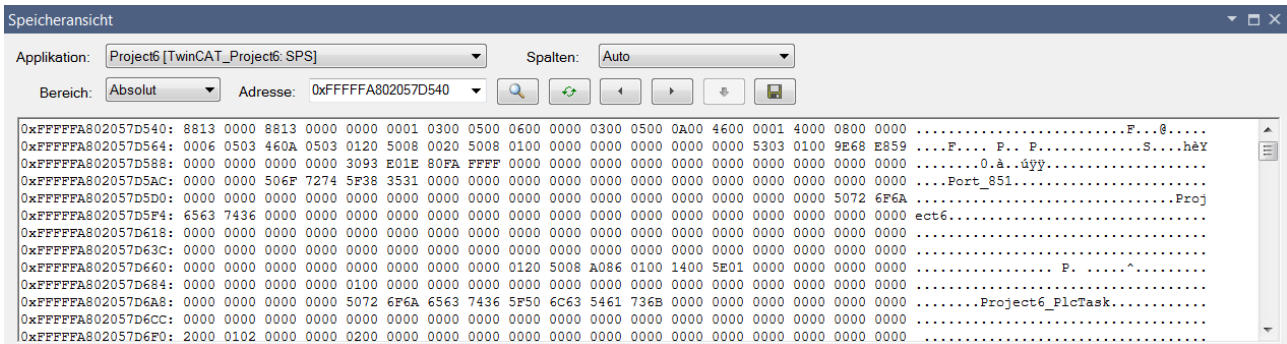 Speicheransicht
Applikation: Project6 [TwinCAT_Project6: SPS] Spalten: Auto
Bereich: Absolut Adresse: 0xFFFFFA802057D540
0xFFFFFA802057D540: 8813 0000 8813 0000 0000 0001 0300 0500 0600 0000 0300 0500 0A00 4600 0001 4000 0800 0000 ............................F...@.....
0xFFFFFA802057D564: 0006 0503 460A 0503 0120 5008 0020 5008 0100 0000 0000 0000 0000 0000 5303 0100 9E68 E859 ....F.... P.. P.............S....hèY
0xFFFFFA802057D588: 0000 0000 0000 0000 3093 E01E 80FA FFFF 0000 0000 0000 0000 0000 0000 0000 0000 0000 0000 ........0.à..úÿÿ....................
0xFFFFFA802057D5AC: 0000 0000 506F 7274 5F38 3531 0000 0000 0000 0000 0000 0000 0000 0000 0000 0000 0000 0000 ....Port_851........................
0xFFFFFA802057D5D0: 0000 0000 0000 0000 0000 0000 0000 0000 0000 0000 0000 0000 0000 0000 0000 0000 5072 6F6A ................................Proj
0xFFFFFA802057D5F4: 6563 7436 0000 0000 0000 0000 0000 0000 0000 0000 0000 0000 0000 0000 0000 0000 0000 0000 ect6................................
0xFFFFFA802057D618: 0000 0000 0000 0000 0000 0000 0000 0000 0000 0000 0000 0000 0000 0000 0000 0000 0000 0000 ....................................
0xFFFFFA802057D63C: 0000 0000 0000 0000 0000 0000 0000 0000 0000 0000 0000 0000 0000 0000 0000 0000 0000 0000 ....................................
0xFFFFFA802057D660: 0000 0000 0000 0000 0000 0000 0000 0000 0120 5008 A086 0100 1400 5E01 0000 0000 0000 0000 ................. P. .....^.........
0xFFFFFA802057D684: 0000 0000 0000 0000 0100 0000 0000 0000 0000 0000 0000 0000 0000 0000 0000 0000 0000 0000 ....................................
0xFFFFFA802057D6A8: 0000 0000 0000 0000 5072 6F6A 6563 7436 5F50 6C63 5461 736B 0000 0000 0000 0000 0000 0000 ........Project6_PlcTask............
0xFFFFFA802057D6CC: 0000 0000 0000 0000 0000 0000 0000 0000 0000 0000 0000 0000 0000 0000 0000 0000 0000 0000 ....................................
0xFFFFFA802057D6F0: 2000 0102 0000 0000 0200 0000 0000 0000 0000 0000 0000 0000 0000 0000 0000 0000 0000 0000 ...................................